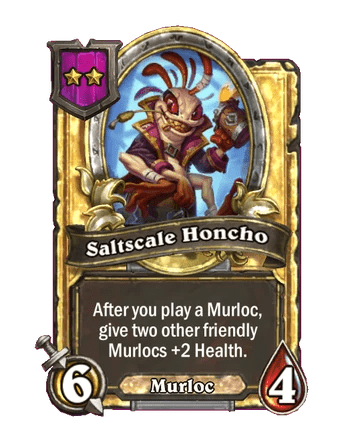 Saltscale Honcho
After you play a Murloc,
give two other friendly
Murlocs +2 Health.
6
Murloc
4